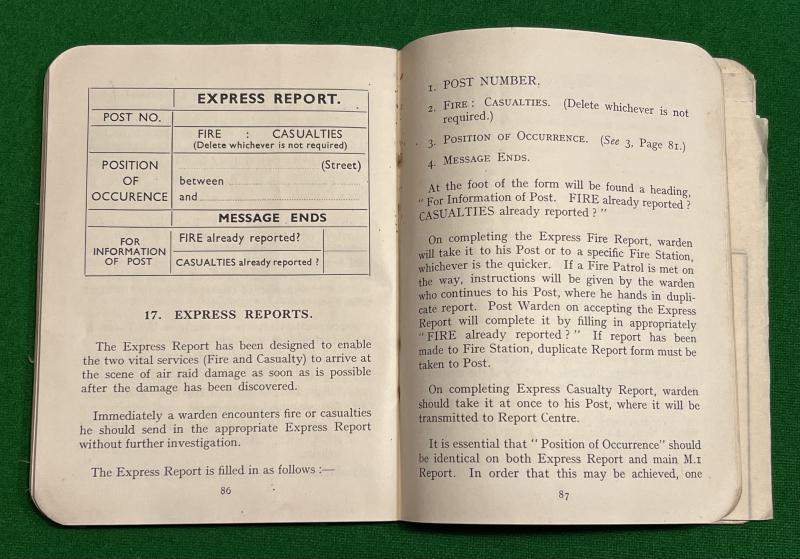 EXPRESS REPORT.
POST NO.
FIRE : CASUALTIES
(Delete whichever is not required)
POSITION OF OCCURENCE
(Street)
between
and
MESSAGE ENDS
FOR INFORMATION OF POST
FIRE already reported?
CASUALTIES already reported ?
17. EXPRESS REPORTS.
The Express Report has been designed to enable
the two vital services (Fire and Casualty) to arrive at
the scene of air raid damage as soon as is possible
after the damage has been discovered.
Immediately a warden encounters fire or casualties
he should send in the appropriate Express Report
without further investigation.
The Express Report is filled in as follows :—
86
1. POST NUMBER.
2. FIRE : CASUALTIES. (Delete whichever is not
required.)
3. POSITION OF OCCURRENCE. (See 3, Page 81.)
4. MESSAGE ENDS.
At the foot of the form will be found a heading,
" For Information of Post. FIRE already reported ?
CASUALTIES already reported ? "
On completing the Express Fire Report, warden
will take it to his Post or to a specific Fire Station,
whichever is the quicker. If a Fire Patrol is met on
the way, instructions will be given by the warden
who continues to his Post, where he hands in dupli-
cate report. Post Warden on accepting the Express
Report will complete it by filling in appropriately
" FIRE already reported ? " If report has been
made to Fire Station, duplicate Report form must be
taken to Post.
On completing Express Casualty Report, warden
should take it at once to his Post, where it will be
transmitted to Report Centre.
It is essential that " Position of Occurrence" should
be identical on both Express Report and main M.1
Report. In order that this may be achieved, one
87